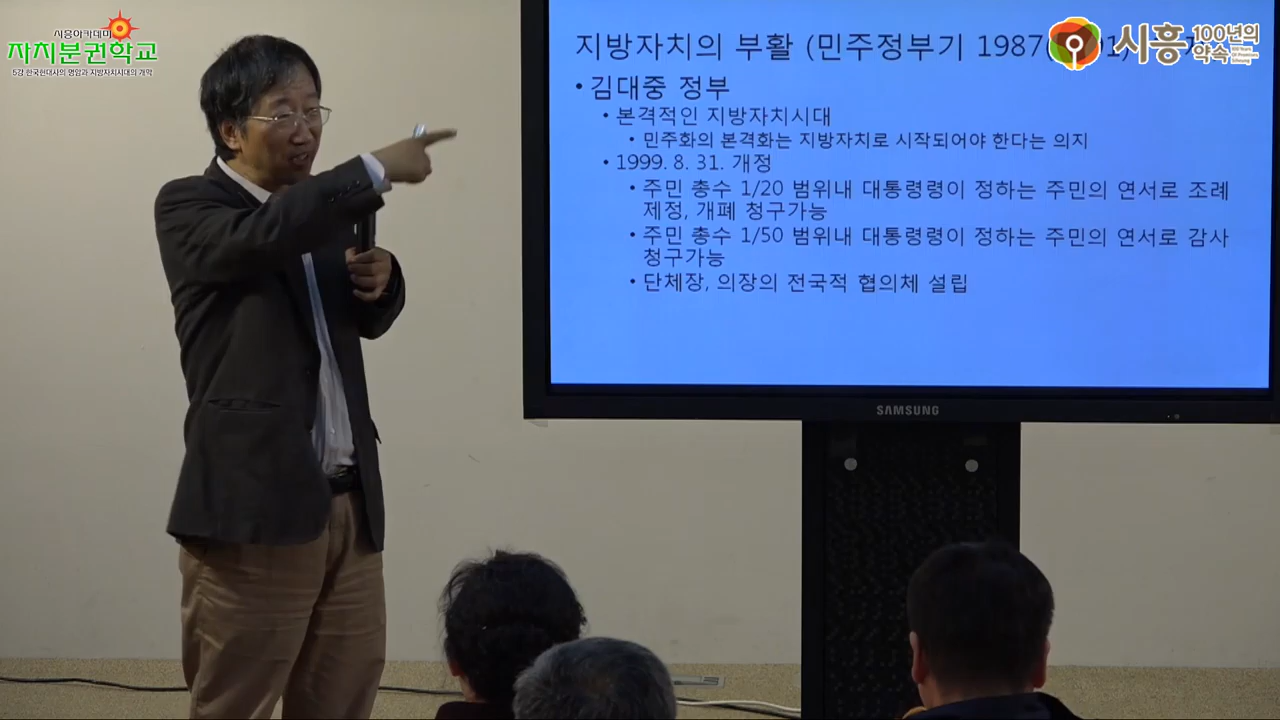 시흥아카데미
자치분권학교
5강 한국현대사의 명암과 지방자치시대의 개막
지방자치의 부활 (민주정부기 1987
시흥 100년의
약속
• 김대중 정부
• 본격적인 지방자치시대
• 민주화의 본격화는 지방자치로 시작되어야 한다는 의지
• 1999. 8. 31. 개정
• 주민 총수 1/20 범위내 대통령령이 정하는 주민의 연서로 조례
제정, 개폐 청구가능
• 주민 총수 1/50 범위내 대통령령이 정하는 주민의 연서로 감사
청구가능
• 단체장, 의장의 전국적 협의체 설립
SAMSUNG